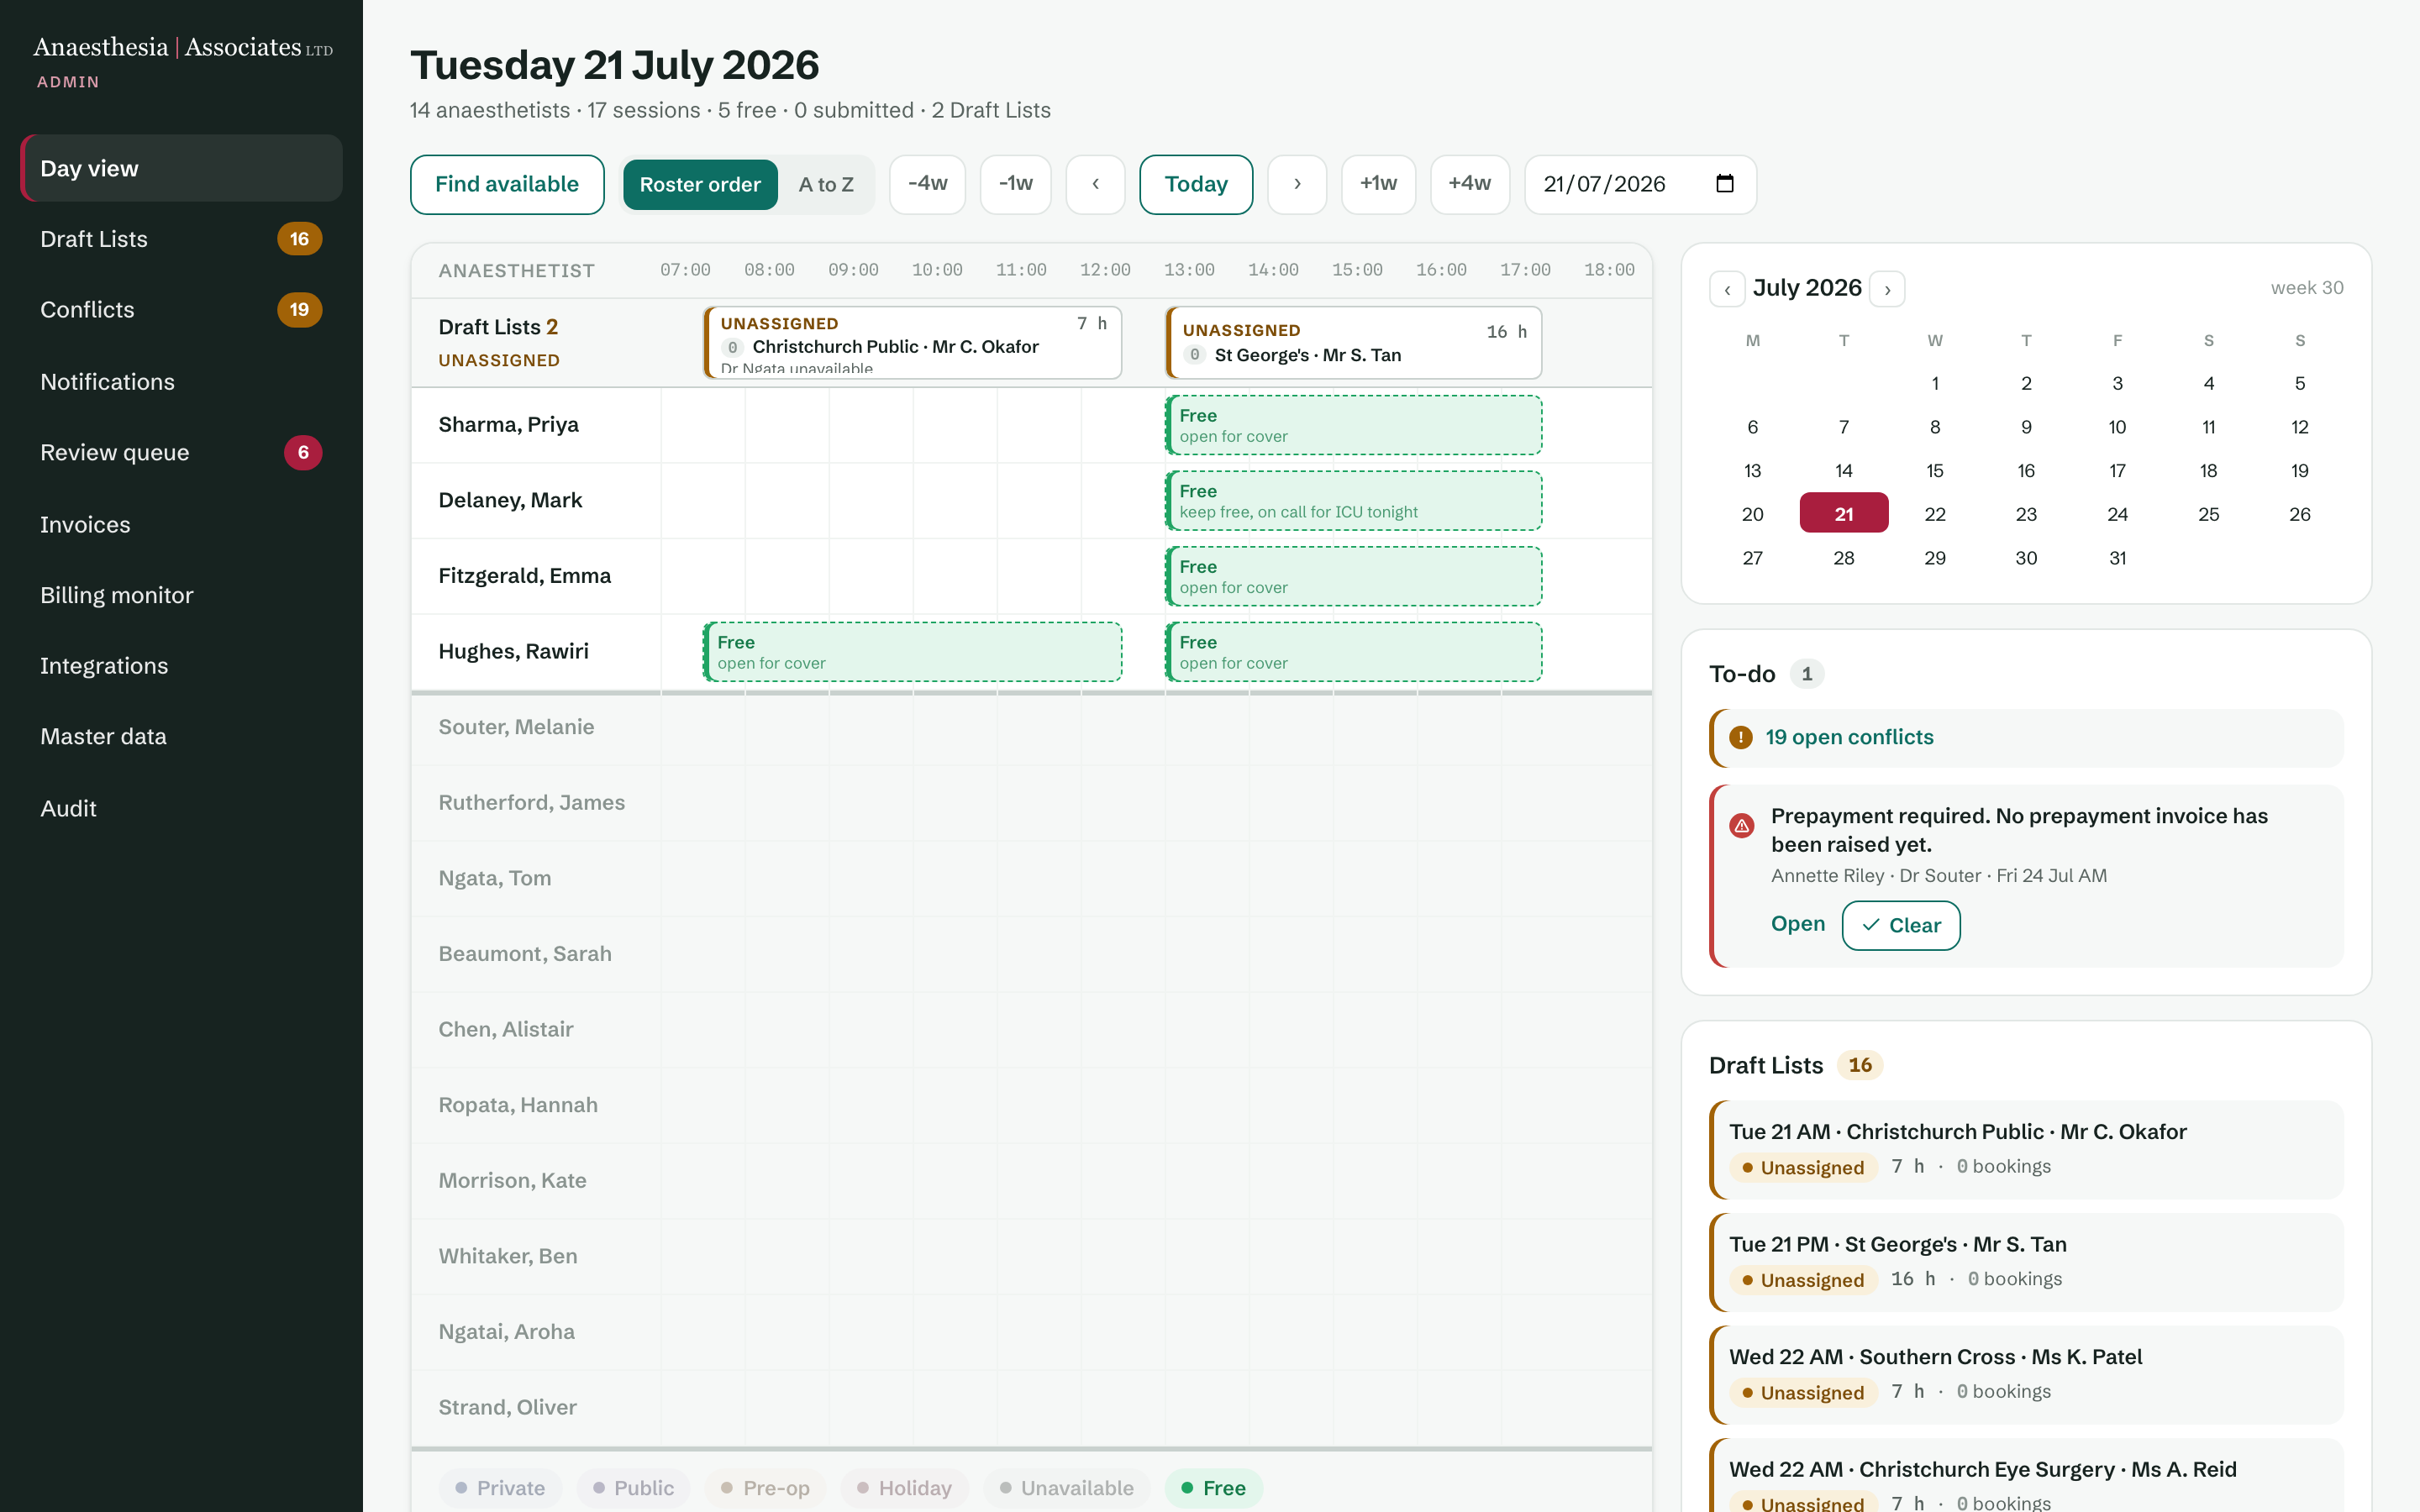 Anaesthesia | Associates LTD
ADMIN
Day view
Draft Lists 16
Conflicts 19
Notifications
Review queue 6
Invoices
Billing monitor
Integrations
Master data
Audit
Tuesday 21 July 2026
14 anaesthetists · 17 sessions · 5 free · 0 submitted · 2 Draft Lists
Find available Roster order A to Z -4w -1w ‹ Today › +1w +4w 21/07/2026
ANAESTHETIST 07:00 08:00 09:00 10:00 11:00 12:00 13:00 14:00 15:00 16:00 17:00 18:00
Draft Lists 2
UNASSIGNED
UNASSIGNED 7 h
0 Christchurch Public · Mr C. Okafor
Dr Ngata unavailable
UNASSIGNED 16 h
0 St George's · Mr S. Tan
Sharma, Priya
Free
open for cover
Delaney, Mark
Free
keep free, on call for ICU tonight
Fitzgerald, Emma
Free
open for cover
Hughes, Rawiri
Free
open for cover
Free
open for cover
Souter, Melanie
Rutherford, James
Ngata, Tom
Beaumont, Sarah
Chen, Alistair
Ropata, Hannah
Morrison, Kate
Whitaker, Ben
Ngatai, Aroha
Strand, Oliver
Private Public Pre-op Holiday Unavailable Free
‹ July 2026 › week 30
M T W T F S S
1 2 3 4 5
6 7 8 9 10 11 12
13 14 15 16 17 18 19
20 21 22 23 24 25 26
27 28 29 30 31
To-do 1
19 open conflicts
Prepayment required. No prepayment invoice has
been raised yet.
Annette Riley · Dr Souter · Fri 24 Jul AM
Open Clear
Draft Lists 16
Tue 21 AM · Christchurch Public · Mr C. Okafor
Unassigned 7 h · 0 bookings
Tue 21 PM · St George's · Mr S. Tan
Unassigned 16 h · 0 bookings
Wed 22 AM · Southern Cross · Ms K. Patel
Unassigned 7 h · 0 bookings
Wed 22 AM · Christchurch Eye Surgery · Ms A. Reid
Unassigned 7 h · 0 bookings